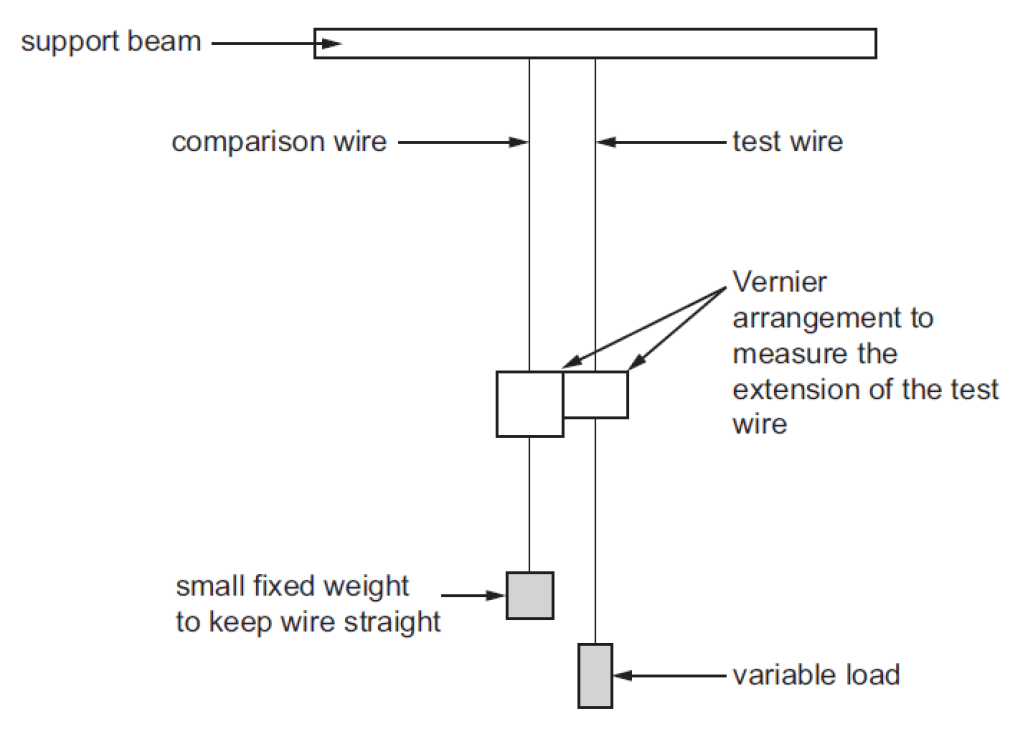 support beam
comparison wire
test wire
Vernier
arrangement to
measure the
extension of the test
wire
small fixed weight
to keep wire straight
variable load